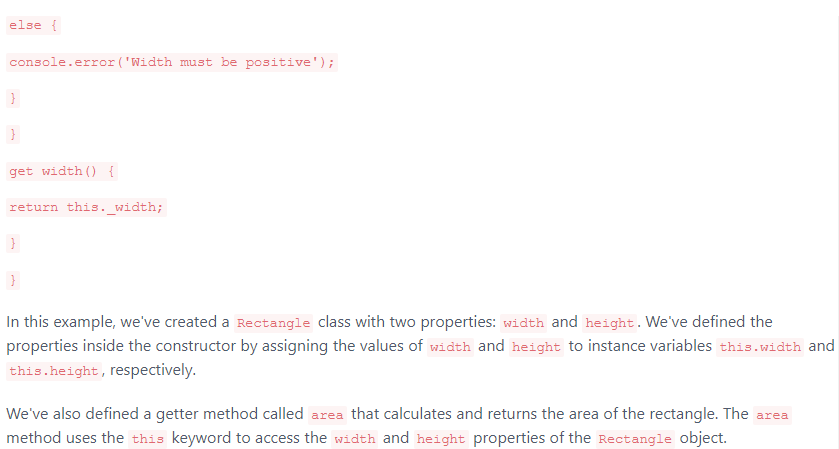 else {
console.error('Width must be positive');
}
}
get width() {
return this._width;
}
}
In this example, we've created a Rectangle class with two properties: width and height. We've defined the
properties inside the constructor by assigning the values of width and height to instance variables this.width and
this.height, respectively.
We've also defined a getter method called area that calculates and returns the area of the rectangle. The area
method uses the this keyword to access the width and height properties of the Rectangle object.